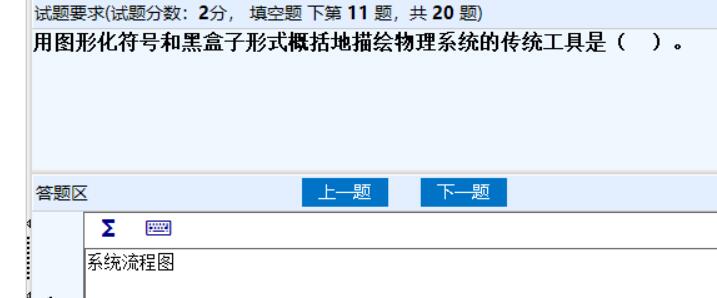 试题要求(试题分数：2分， 填空题 下第 11 题，共 20 题)
用图形化符号和黑盒子形式概括地描绘物理系统的传统工具是（　）。
答题区
上一题
下一题
Σ
系统流程图